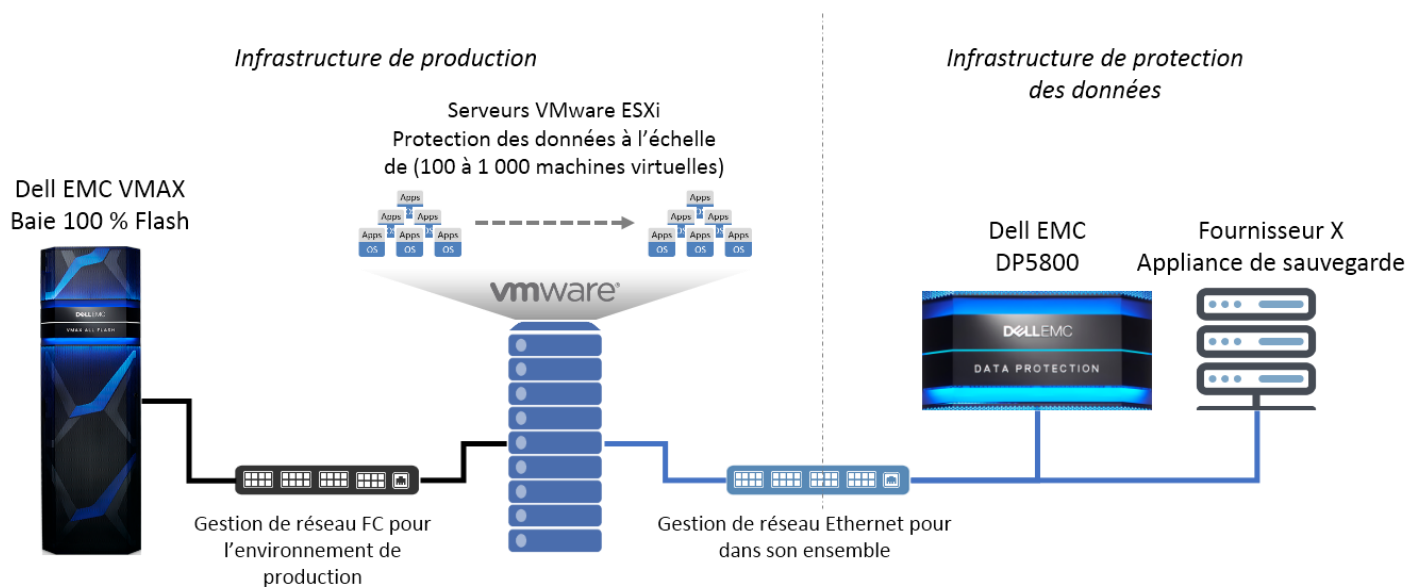 Infrastructure de production
Infrastructure de protection
des données
Serveurs VMware ESXi
Protection des données à l'échelle
de (100 à 1 000 machines virtuelles)
Dell EMC VMAX
Baie 100 % Flash
Apps
Apps Apps
OS OS
Apps Apps Apps
OS OS OS
Apps
Apps Apps
OS OS
Apps Apps Apps
OS OS OS
vmware®
Dell EMC
DP5800
Fournisseur X
Appliance de sauvegarde
DELLEMC
VMAX ALL FLASH
DELLEMC
DATA PROTECTION
Gestion de réseau FC pour
l'environnement de
production
Gestion de réseau Ethernet pour
dans son ensemble